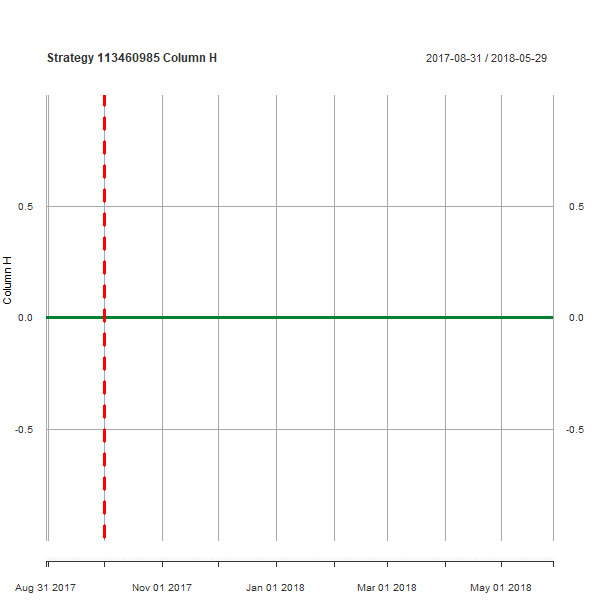 Strategy 113460985 Column H
2017-08-31 / 2018-05-29
0.5
0.5
Column H
0.0
0.0
-0.5
-0.5
Aug 31 2017
Nov 01 2017
Jan 01 2018
Mar 01 2018
May 01 2018